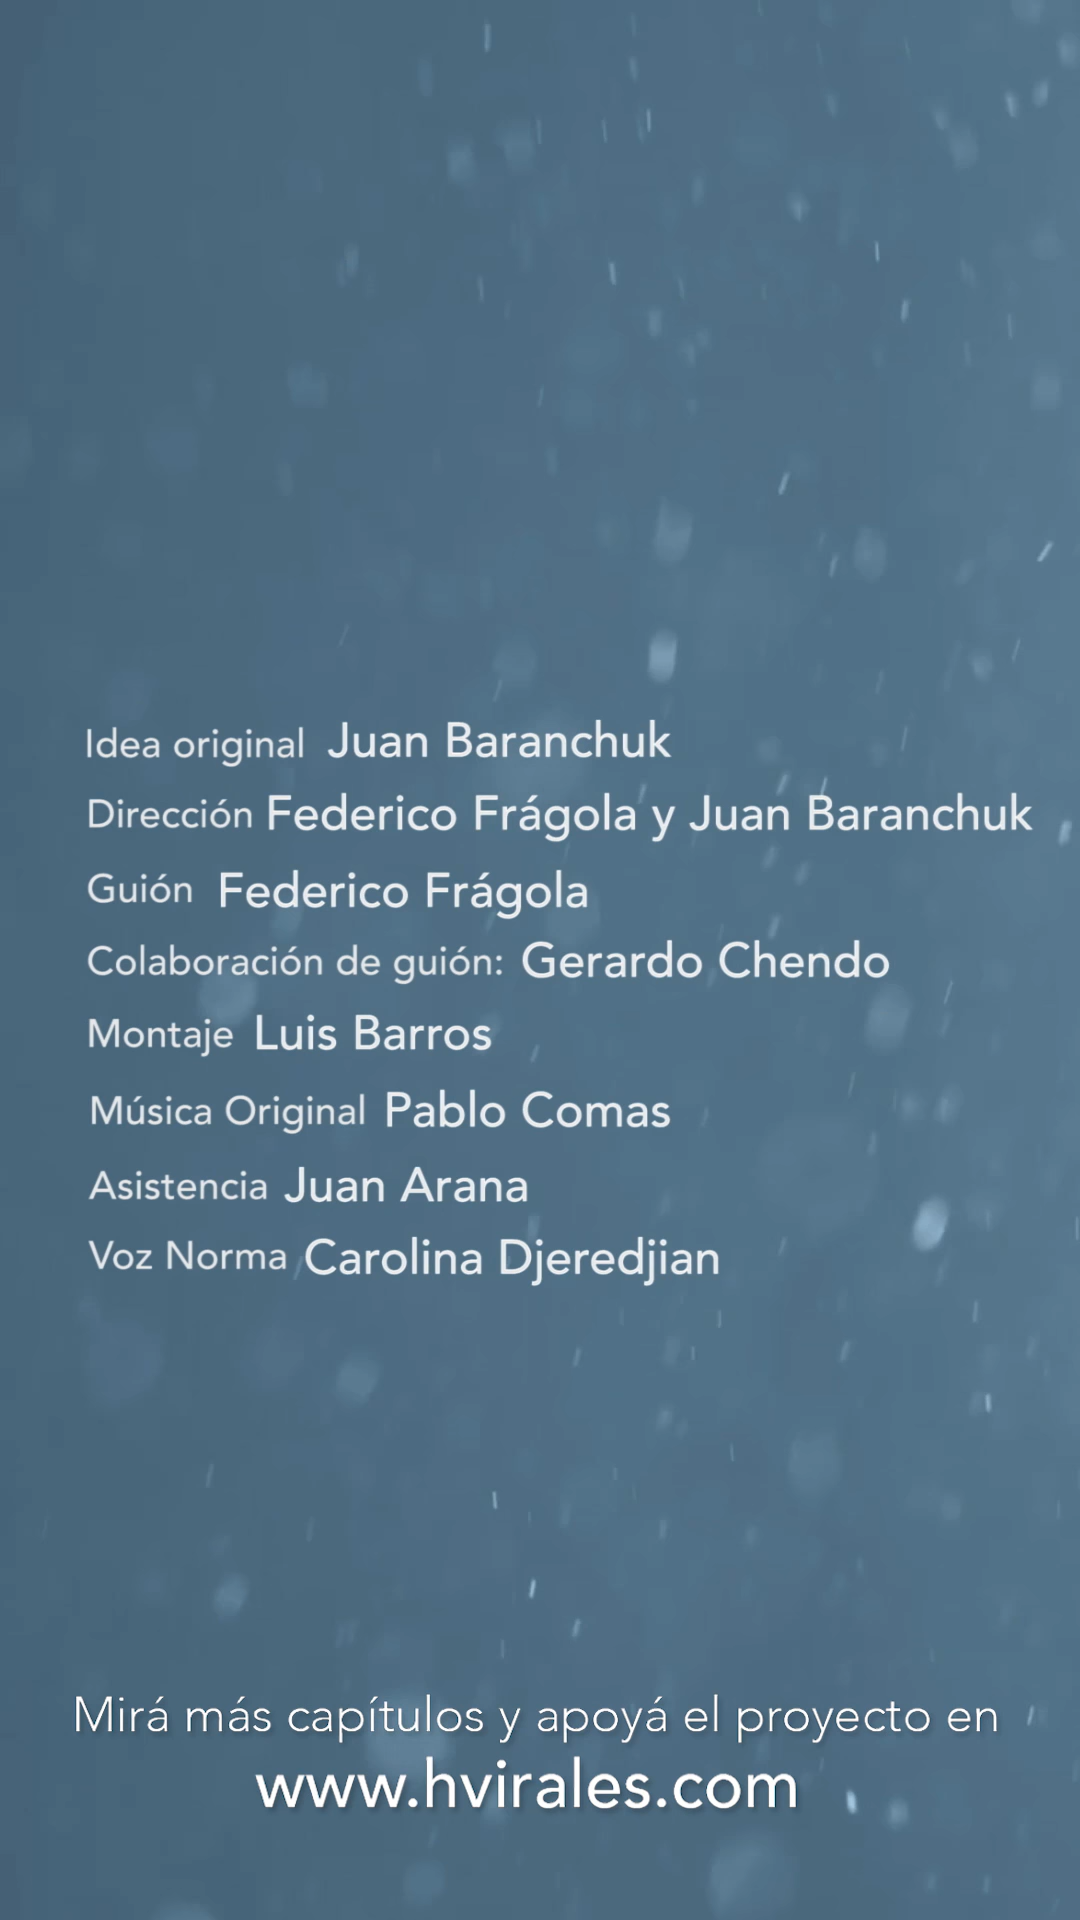 Idea original Juan Baranchuk
Dirección Federico Frágola y Juan Baranchuk
Guión Federico Frágola
Colaboración de guión: Gerardo Chendo
Montaje Luis Barros
Música Original Pablo Comas
Asistencia Juan Arana
Voz Norma Carolina Djeredjian
Mirá más capítulos y apoyá el proyecto en
www.hvirales.com